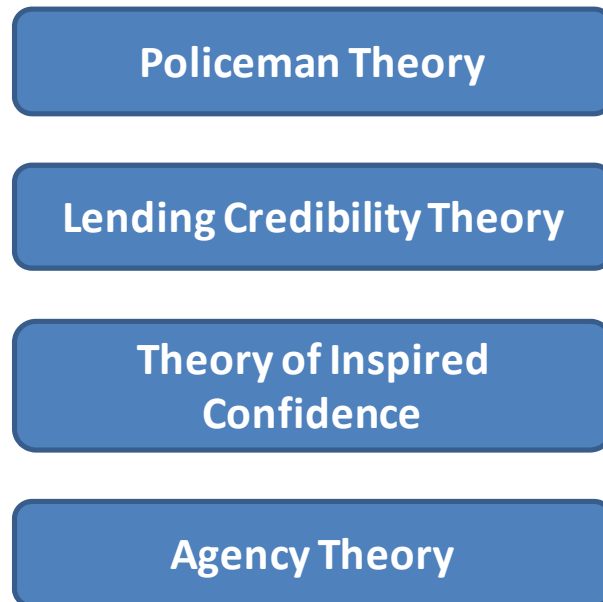 Policeman Theory
Lending Credibility Theory
Theory of Inspired
Confidence
Agency Theory